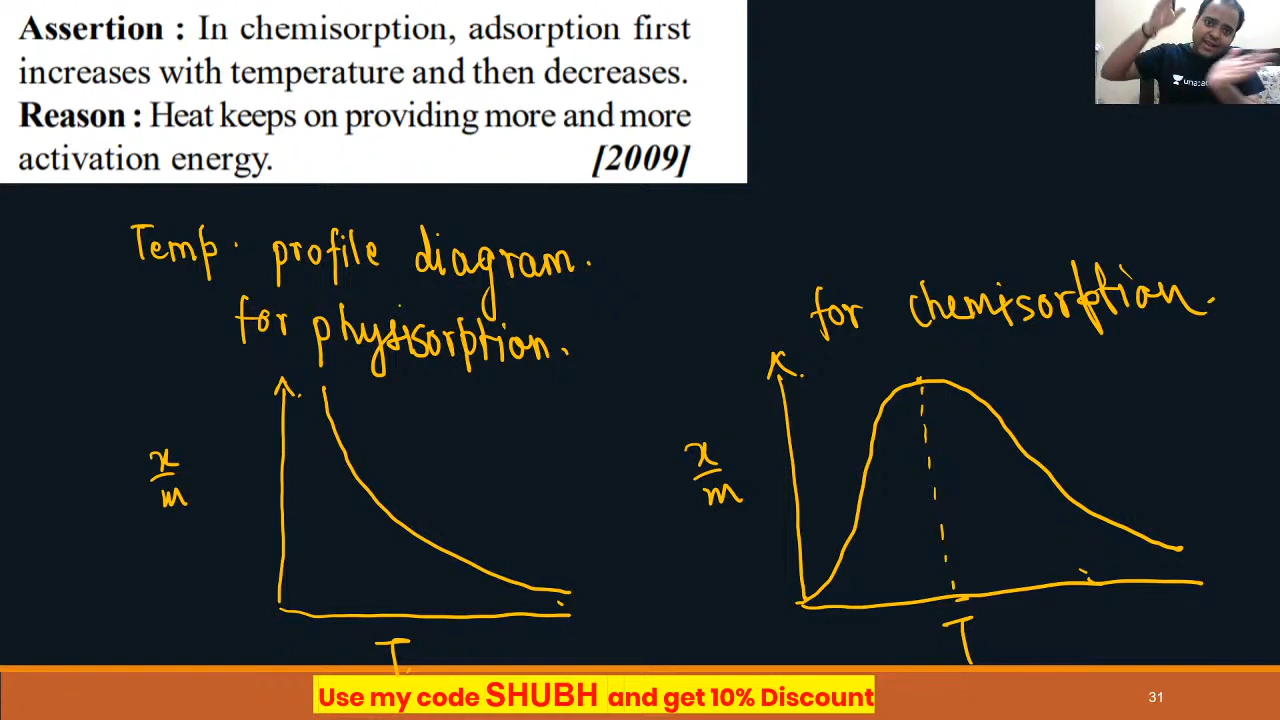 Assertion : In chemisorption, adsorption first
increases with temperature and then decreases.
Reason : Heat keeps on providing more and more
activation energy. [2009]
Temp. profile diagram.
for physisorption.
for chemisorption.
x
m
T
x
m
T
Use my code SHUBH and get 10% Discount
31